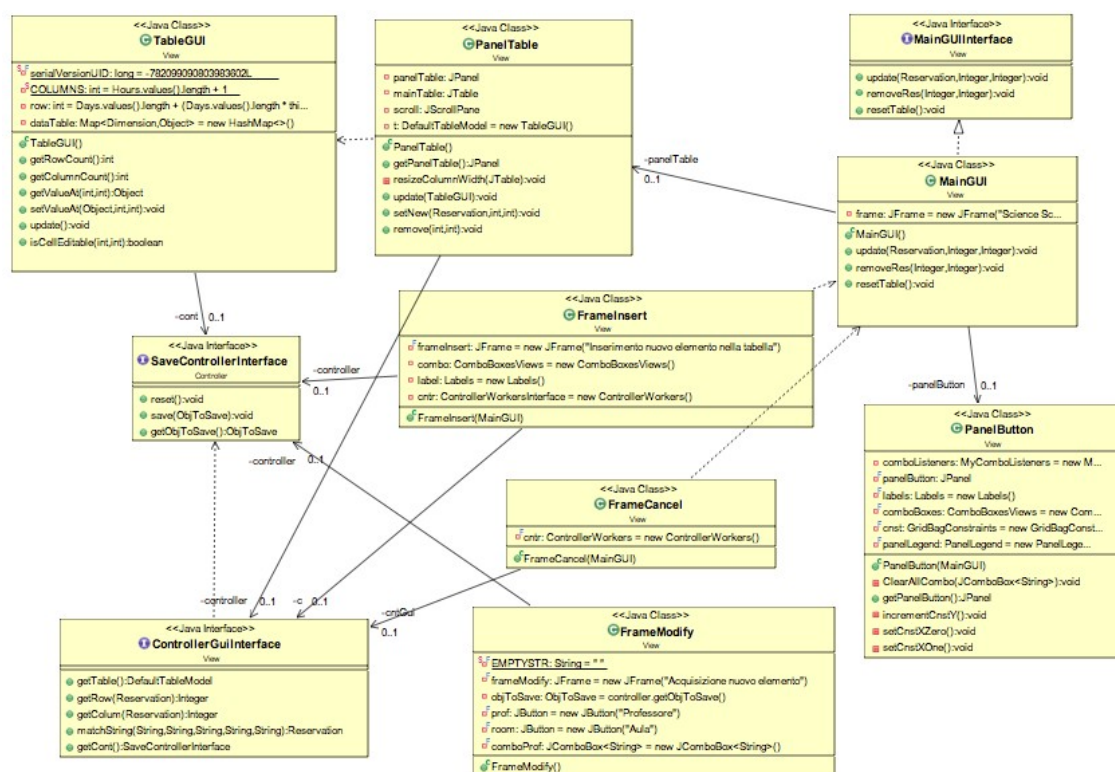 <<Java Class>>
TableGUI
View
serialVersionUID: long = -782099090803983602L
COLUMNS: int = Hours.values().length + 1
row: int = Days.values().length + (Days.values().length * thi...
dataTable: Map<Dimension,Object> = new HashMap<>()
TableGUI()
getRowCount():int
getColumnCount():int
getValueAt(int,int):Object
setValueAt(Object,int,int):void
update():void
isCellEditable(int,int):boolean
<<Java Class>>
PanelTable
View
panelTable: JPanel
mainTable: JTable
scroll: JScrollPane
t: DefaultTableModel = new TableGUI()
PanelTable()
getPanelTable():JPanel
resizeColumnWidth(JTable):void
update(TableGUI):void
setNew(Reservation,int,int):void
remove(int,int):void
<<Java Interface>>
MainGUIInterface
View
update(Reservation,Integer,Integer):void
removeRes(Integer,Integer):void
resetTable():void
-panelTable
0..1
<<Java Class>>
MainGUI
View
frame: JFrame = new JFrame("Science Sc...
MainGUI()
update(Reservation,Integer,Integer):void
removeRes(Integer,Integer):void
resetTable():void
-cont 0..1
<<Java Interface>>
SaveControllerInterface
Controller
reset():void
save(ObjToSave):void
getObjToSave():ObjToSave
-controller
0..1
<<Java Class>>
FrameInsert
View
frameInsert: JFrame = new JFrame("Inserimento nuovo elemento nella tabella")
combo: ComboBoxesViews = new ComboBoxesViews()
label: Labels = new Labels()
cntr: ControllerWorkersInterface = new ControllerWorkers()
FrameInsert(MainGUI)
-panelButton 0..1
<<Java Class>>
PanelButton
View
comboListeners: MyComboListeners = new M...
panelButton: JPanel
labels: Labels = new Labels()
comboBoxes: ComboBoxesViews = new Com...
cnst: GridBagConstraints = new GridBagConst...
panelLegend: PanelLegend = new PanelLege...
PanelButton(MainGUI)
ClearAllCombo(JComboBox<String>):void
getPanelButton():JPanel
incrementCnstY():void
setCnstXZero():void
setCnstXOne():void
-controller 0..1
<<Java Class>>
FrameCancel
View
cntr: ControllerWorkers = new ControllerWorkers()
FrameCancel(MainGUI)
-controller 0..1
-c 0..1
-cntGui
0..1
<<Java Interface>>
ControllerGuiInterface
View
getTable():DefaultTableModel
getRow(Reservation):Integer
getColum(Reservation):Integer
matchString(String,String,String,String,String):Reservation
getCont():SaveControllerInterface
<<Java Class>>
FrameModify
View
EMPTYSTR: String = " "
frameModify: JFrame = new JFrame("Acquisizione nuovo elemento")
objToSave: ObjToSave = controller.getObjToSave()
prof: JButton = new JButton("Professore")
room: JButton = new JButton("Aula")
comboProf: JComboBox<String> = new JComboBox<String>()
FrameModify()